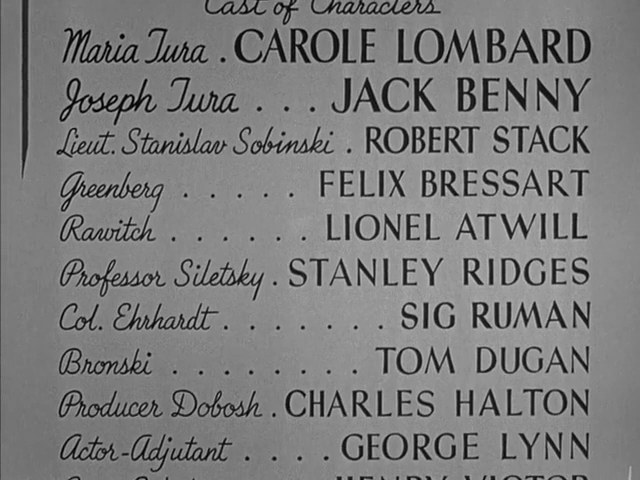 Cast of Characters
Maria Tura . CAROLE LOMBARD
Joseph Tura . . . JACK BENNY
Lieut. Stanislav Sobinski . ROBERT STACK
Greenberg . . . . . FELIX BRESSART
Rawitch . . . . . . LIONEL ATWILL
Professor Siletsky . STANLEY RIDGES
Col. Ehrhardt . . . . . . . SIG RUMAN
Bronski . . . . . . . . TOM DUGAN
Producer Dobosh . CHARLES HALTON
Actor-Adjutant . . . . GEORGE LYNN
HENRY VICTOR